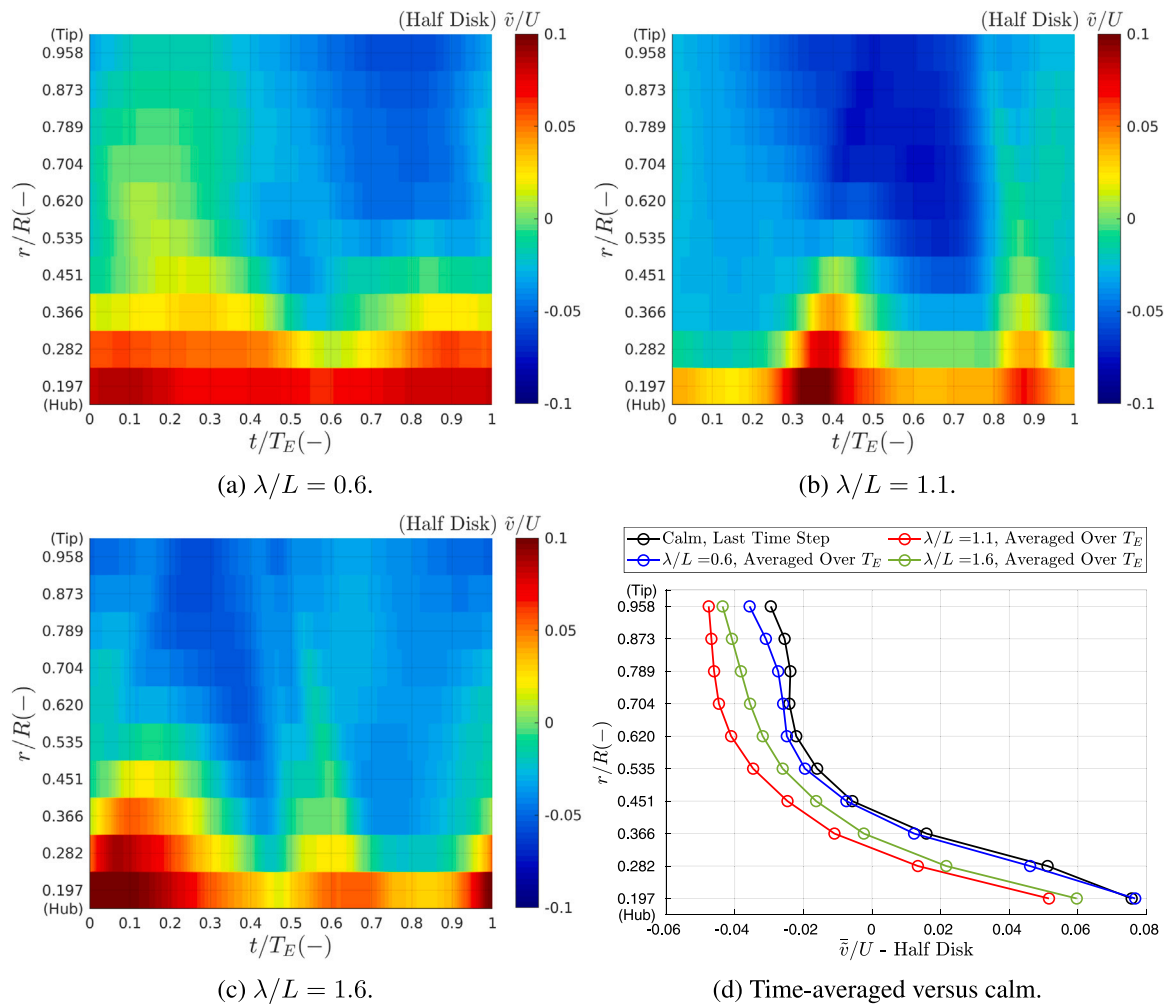 (Half Disk) ṽ/U
(Tip)
0.958
0.873
0.789
0.704
0.620
0.535
0.451
0.366
0.282
0.197
(Hub)
r/R(−)
0 0.1 0.2 0.3 0.4 0.5 0.6 0.7 0.8 0.9 1
t/T_E(−)
0.1
0.05
0
-0.05
-0.1
(a) λ/L = 0.6.
(Half Disk) ṽ/U
(Tip)
0.958
0.873
0.789
0.704
0.620
0.535
0.451
0.366
0.282
0.197
(Hub)
r/R(−)
0 0.1 0.2 0.3 0.4 0.5 0.6 0.7 0.8 0.9 1
t/T_E(−)
0.1
0.05
0
-0.05
-0.1
(b) λ/L = 1.1.
(Half Disk) ṽ/U
(Tip)
0.958
0.873
0.789
0.704
0.620
0.535
0.451
0.366
0.282
0.197
(Hub)
r/R(−)
0 0.1 0.2 0.3 0.4 0.5 0.6 0.7 0.8 0.9 1
t/T_E(−)
0.1
0.05
0
-0.05
-0.1
(c) λ/L = 1.6.
Calm, Last Time Step
λ/L =1.1, Averaged Over T_E
λ/L =0.6, Averaged Over T_E
λ/L =1.6, Averaged Over T_E
(Tip)
0.958
0.873
0.789
0.704
0.620
0.535
0.451
0.366
0.282
0.197
(Hub)
r/R(−)
-0.06 -0.04 -0.02 0 0.02 0.04 0.06 0.08
ṽ̄/U - Half Disk
(d) Time-averaged versus calm.